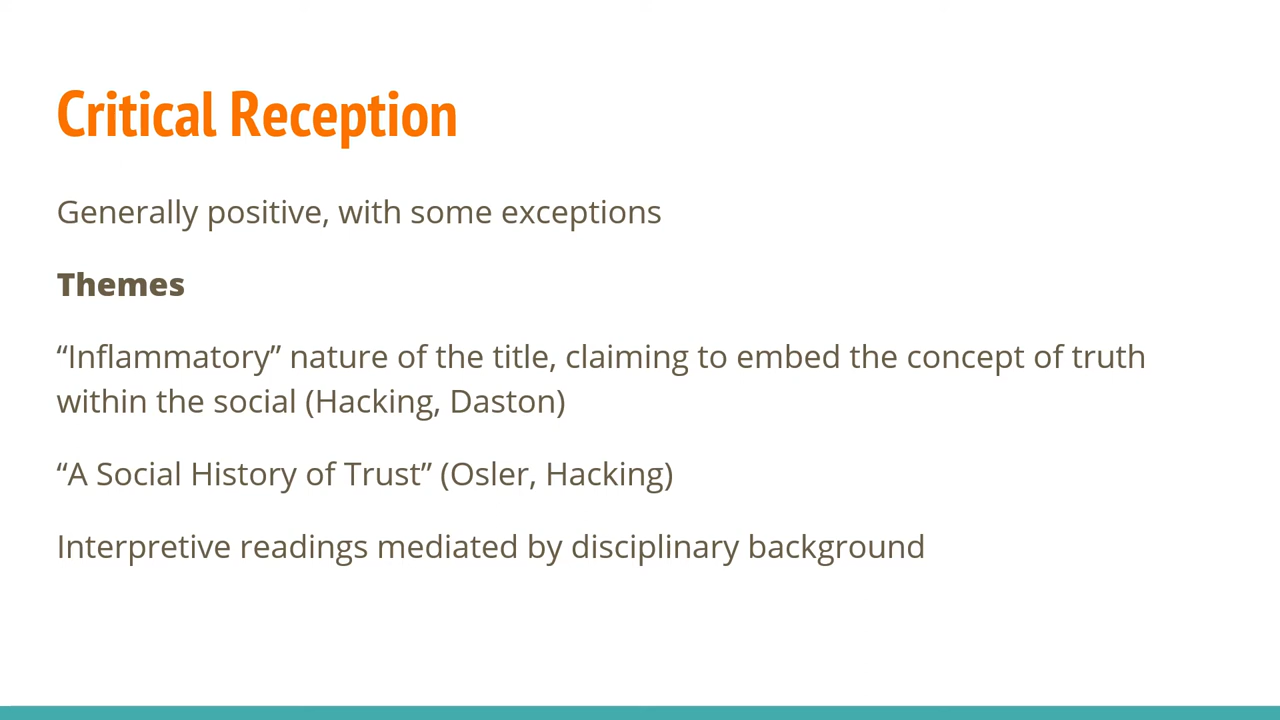 Critical Reception
Generally positive, with some exceptions
Themes
“Inflammatory” nature of the title, claiming to embed the concept of truth
within the social (Hacking, Daston)
“A Social History of Trust” (Osler, Hacking)
Interpretive readings mediated by disciplinary background